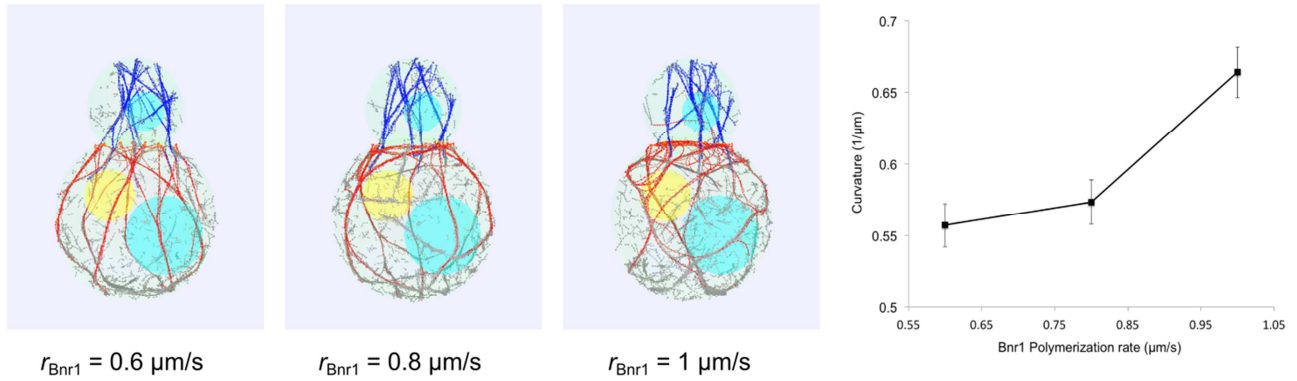 r_Bnr1 = 0.6 µm/s
r_Bnr1 = 0.8 µm/s
r_Bnr1 = 1 µm/s
0.7
0.65
0.6
0.55
0.5
Curvature (1/µm)
0.55 0.65 0.75 0.85 0.95 1.05
Bnr1 Polymerization rate (µm/s)